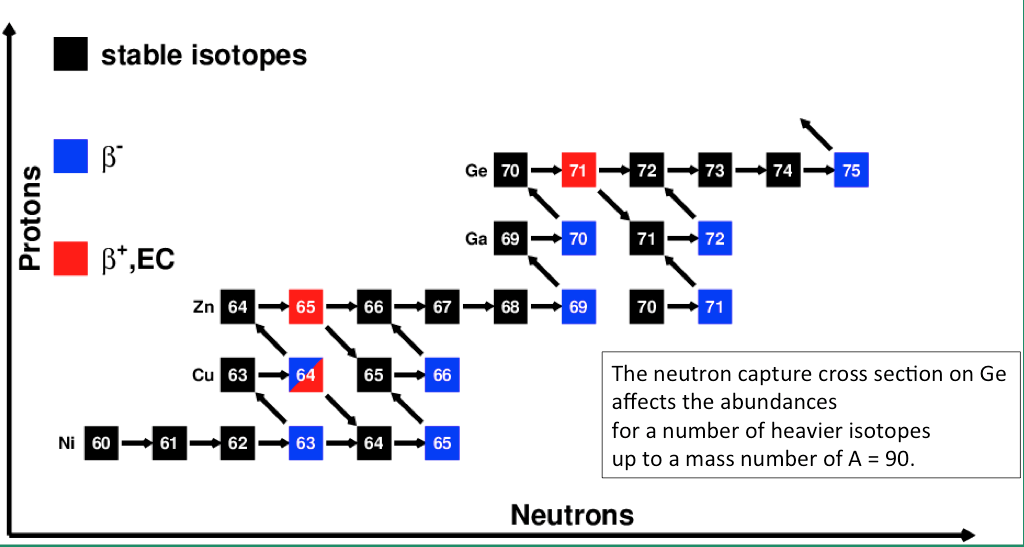 stable isotopes
β-
β+,EC
Protons
Ge 70 71 72 73 74 75
Ga 69 70 71 72
Zn 64 65 66 67 68 69 70 71
Cu 63 64 65 66
Ni 60 61 62 63 64 65
The neutron capture cross section on Ge
affects the abundances
for a number of heavier isotopes
up to a mass number of A = 90.
Neutrons